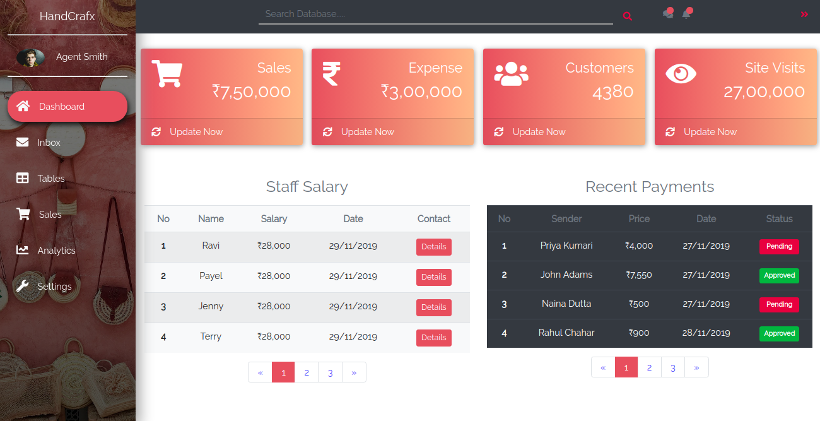 HandCrafx
Search Database....
Agent Smith
Dashboard
Inbox
Tables
Sales
Analytics
Settings
Sales
₹7,50,000
Update Now
Expense
₹3,00,000
Update Now
Customers
4380
Update Now
Site Visits
27,00,000
Update Now
Staff Salary
No Name Salary Date Contact
1 Ravi ₹28,000 29/11/2019 Details
2 Payel ₹28,000 29/11/2019 Details
3 Jenny ₹28,000 29/11/2019 Details
4 Terry ₹28,000 29/11/2019 Details
« 1 2 3 »
Recent Payments
No Sender Price Date Status
1 Priya Kumari ₹4,000 27/11/2019 Pending
2 John Adams ₹7,550 27/11/2019 Approved
3 Naina Dutta ₹500 27/11/2019 Pending
4 Rahul Chahar ₹900 28/11/2019 Approved
« 1 2 3 »